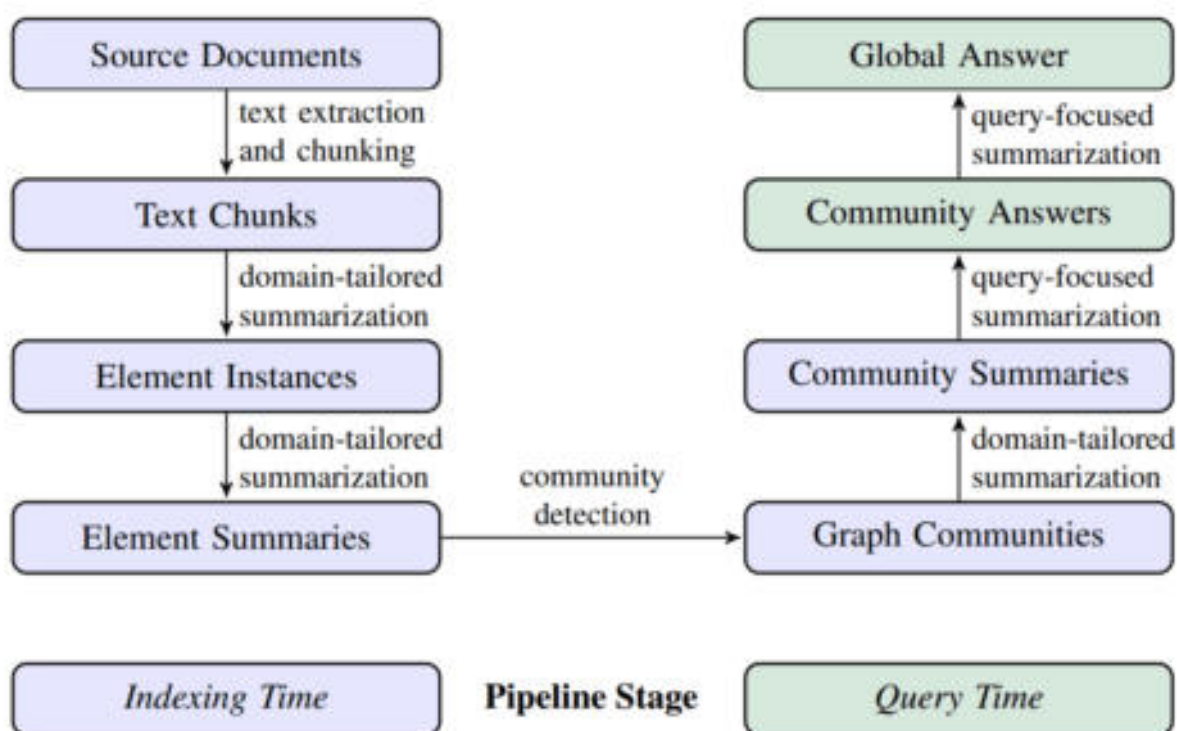 Source Documents
text extraction
and chunking
Text Chunks
domain-tailored
summarization
Element Instances
domain-tailored
summarization
Element Summaries
community
detection
Global Answer
query-focused
summarization
Community Answers
query-focused
summarization
Community Summaries
domain-tailored
summarization
Graph Communities
Indexing Time
Pipeline Stage
Query Time